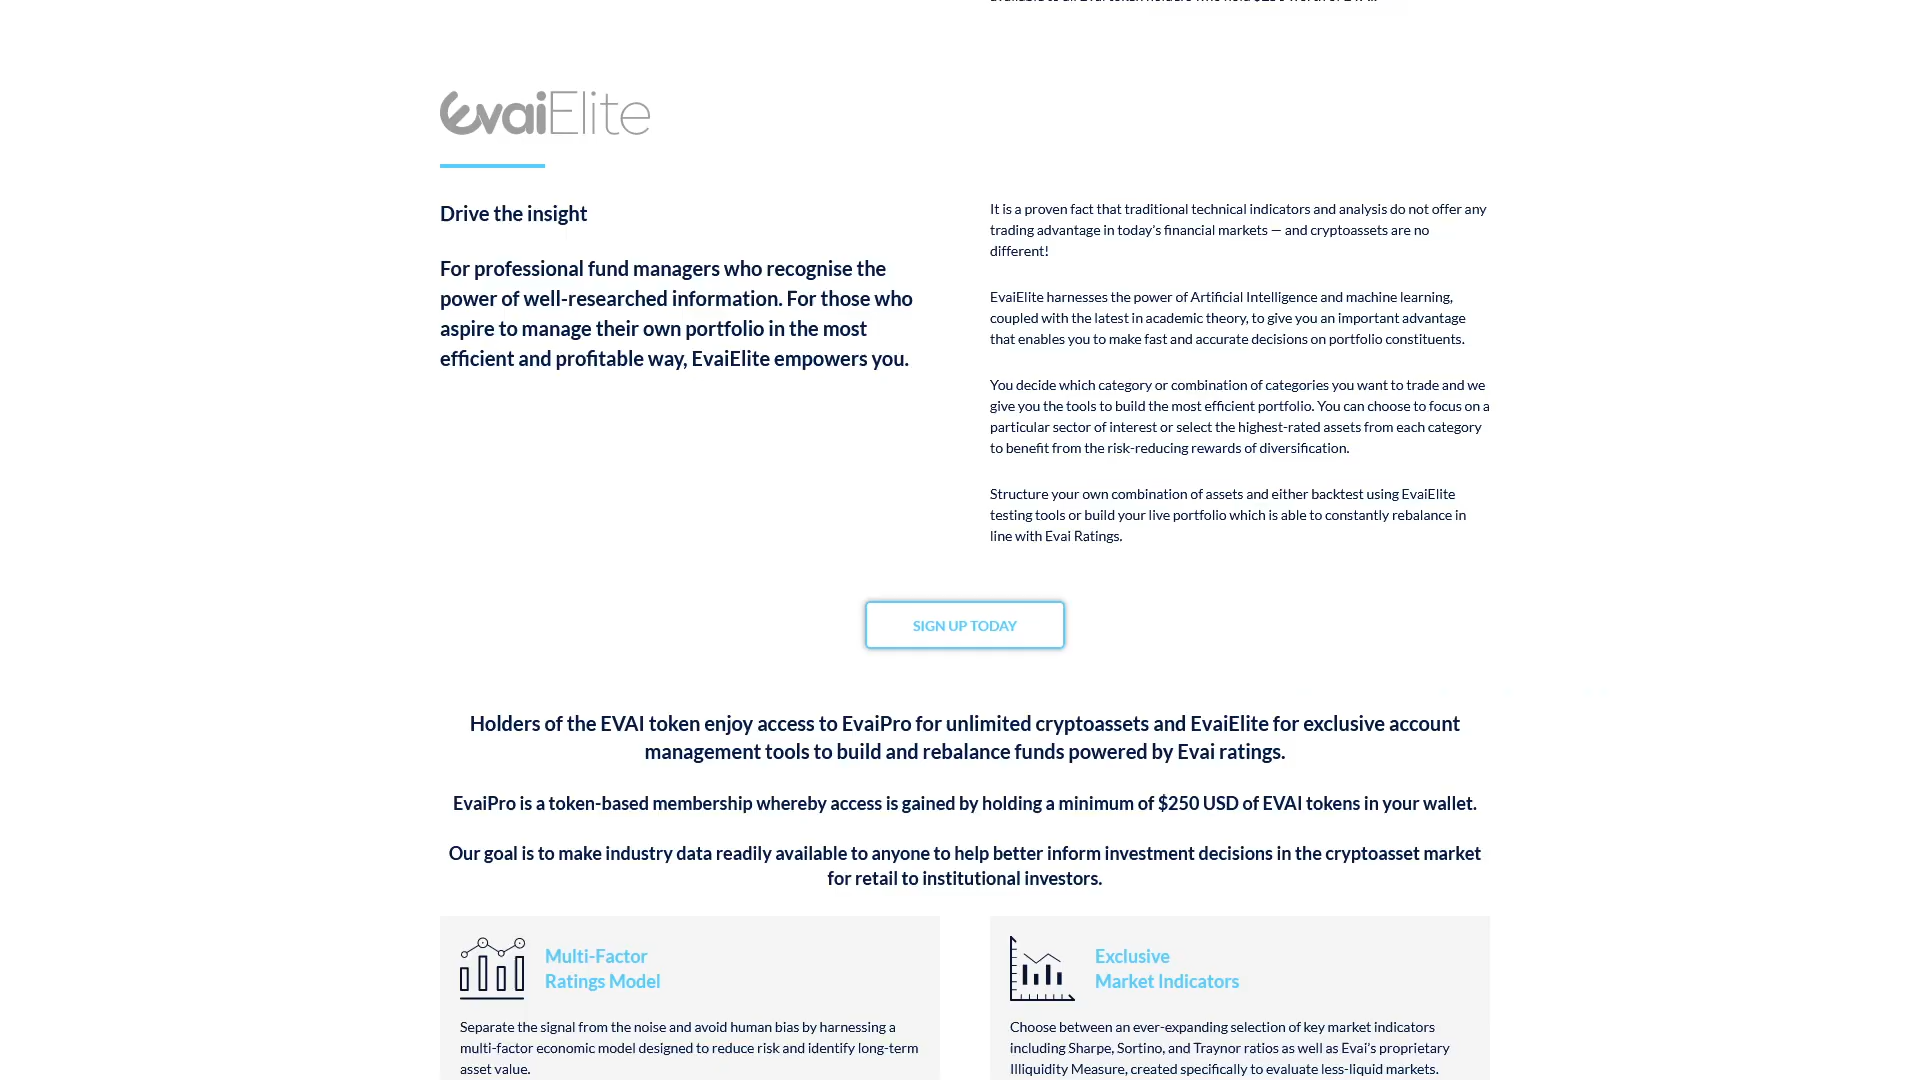 EvaiElite
Drive the insight
For professional fund managers who recognise the
power of well-researched information. For those who
aspire to manage their own portfolio in the most
efficient and profitable way, EvaiElite empowers you.
It is a proven fact that traditional technical indicators and analysis do not offer any
trading advantage in today's financial markets — and cryptoassets are no
different!
EvaiElite harnesses the power of Artificial Intelligence and machine learning,
coupled with the latest in academic theory, to give you an important advantage
that enables you to make fast and accurate decisions on portfolio constituents.
You decide which category or combination of categories you want to trade and we
give you the tools to build the most efficient portfolio. You can choose to focus on a
particular sector of interest or select the highest-rated assets from each category
to benefit from the risk-reducing rewards of diversification.
Structure your own combination of assets and either backtest using EvaiElite
testing tools or build your live portfolio which is able to constantly rebalance in
line with Evai Ratings.
SIGN UP TODAY
Holders of the EVAI token enjoy access to EvaiPro for unlimited cryptoassets and EvaiElite for exclusive account
management tools to build and rebalance funds powered by Evai ratings.
EvaiPro is a token-based membership whereby access is gained by holding a minimum of $250 USD of EVAI tokens in your wallet.
Our goal is to make industry data readily available to anyone to help better inform investment decisions in the cryptoasset market
for retail to institutional investors.
Multi-Factor
Ratings Model
Separate the signal from the noise and avoid human bias by harnessing a
multi-factor economic model designed to reduce risk and identify long-term
asset value.
Exclusive
Market Indicators
Choose between an ever-expanding selection of key market indicators
including Sharpe, Sortino, and Traynor ratios as well as Evai's proprietary
Illiquidity Measure, created specifically to evaluate less-liquid markets.